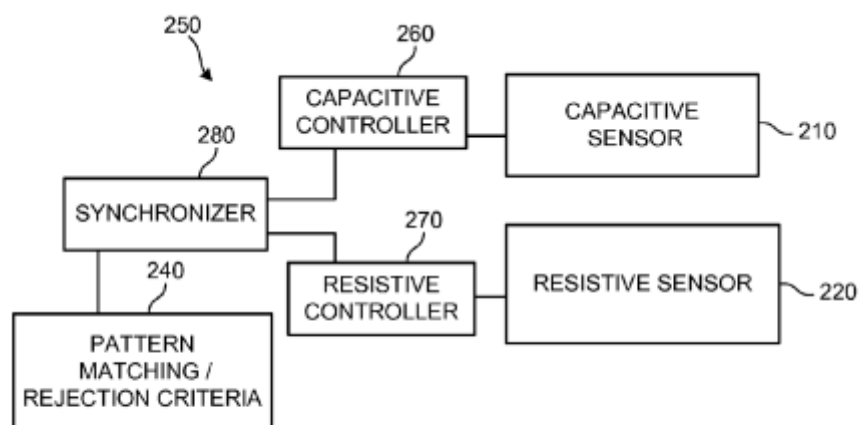 250
260
CAPACITIVE
CONTROLLER
CAPACITIVE
SENSOR
210
280
SYNCHRONIZER
270
RESISTIVE
CONTROLLER
RESISTIVE SENSOR
220
240
PATTERN
MATCHING /
REJECTION CRITERIA